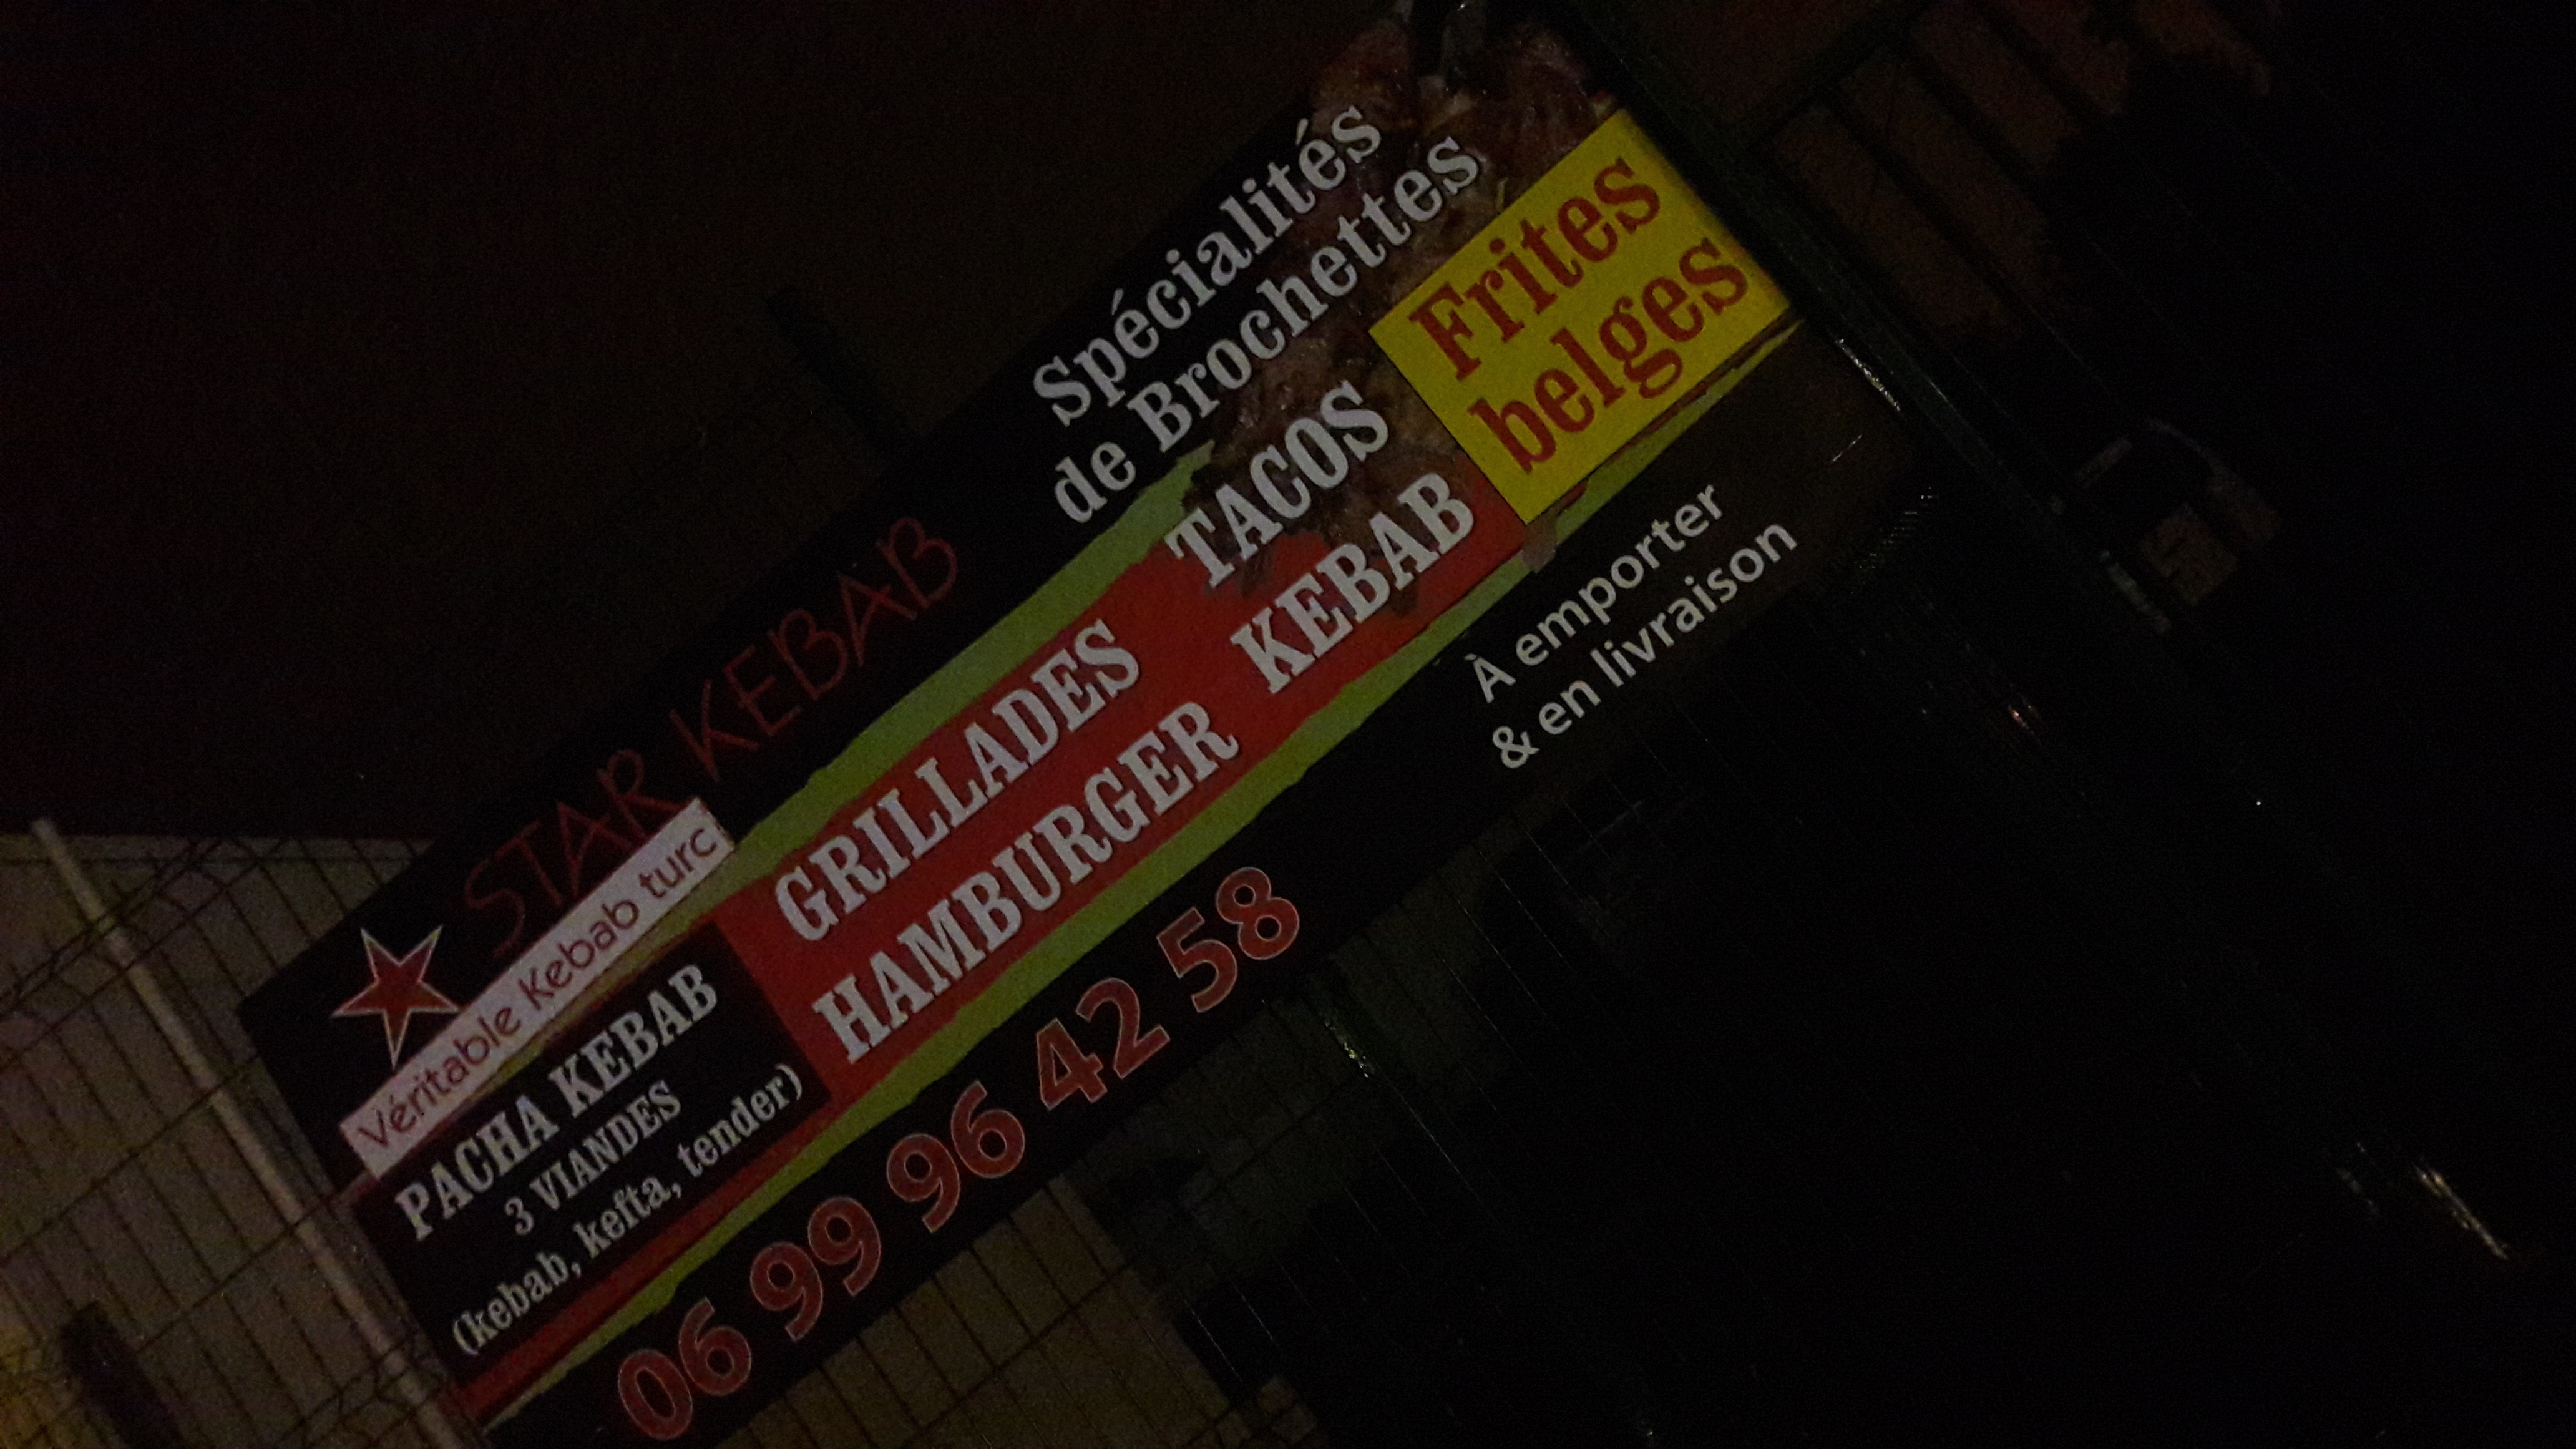 STAR KEBAB
Véritable Kebab turc
Spécialités
de Brochettes
Frites
belges
PACHA KEBAB
3 VIANDES
(kebab, kefta, tender)
GRILLADES TACOS
HAMBURGER KEBAB
06 99 96 42 58
À emporter
& en livraison